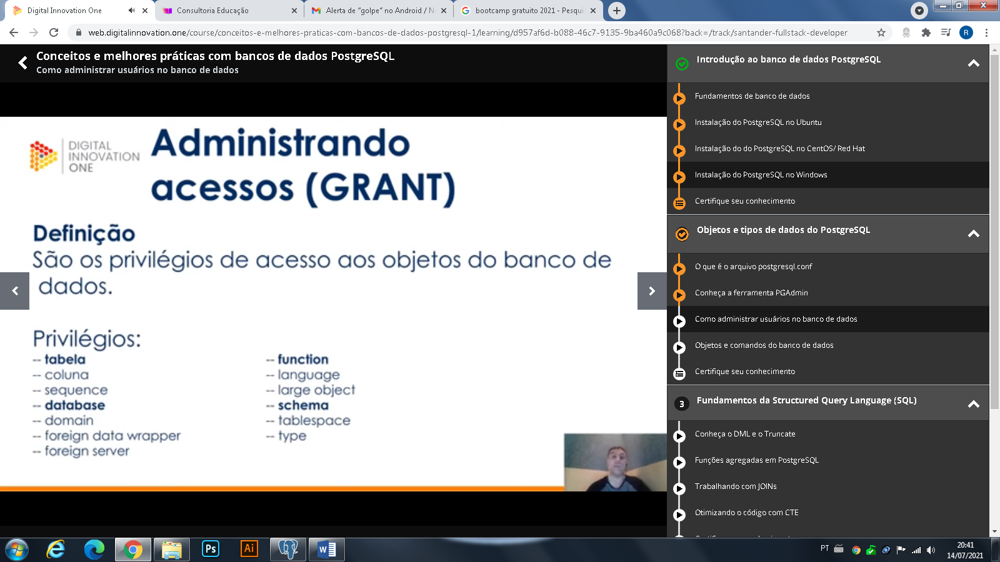 Digital Innovation One
Consultoria Educação
Alerta de "golpe" no Android / N
bootcamp gratuito 2021 - Pesqui
web.digitalinnovation.one/course/conceitos-e-melhores-praticas-com-bancos-de-dados-postgresql-1/learning/d957af6d-b088-46c7-9135-9ba460a9c068?back=/track/santander-fullstack-developer
R
Conceitos e melhores práticas com bancos de dados PostgreSQL
Como administrar usuários no banco de dados
DIGITAL
INNOVATION
ONE
Administrando
acessos (GRANT)
Definição
São os privilégios de acesso aos objetos do banco de
dados.
Privilégios:
-- tabela
-- coluna
-- sequence
-- database
-- domain
-- foreign data wrapper
-- foreign server
-- function
-- language
-- large object
-- schema
-- tablespace
-- type
Introdução ao banco de dados PostgreSQL
Fundamentos de banco de dados
Instalação do PostgreSQL no Ubuntu
Instalação do do PostgreSQL no CentOS/ Red Hat
Instalação do PostgreSQL no Windows
Certifique seu conhecimento
Objetos e tipos de dados do PostgreSQL
O que é o arquivo postgresql.conf
Conheça a ferramenta PGAdmin
Como administrar usuários no banco de dados
Objetos e comandos do banco de dados
Certifique seu conhecimento
3
Fundamentos da Structured Query Language (SQL)
Conheça o DML e o Truncate
Funções agregadas em PostgreSQL
Trabalhando com JOINs
Otimizando o código com CTE
Ps
Ai
W
PT
20:41
14/07/2021